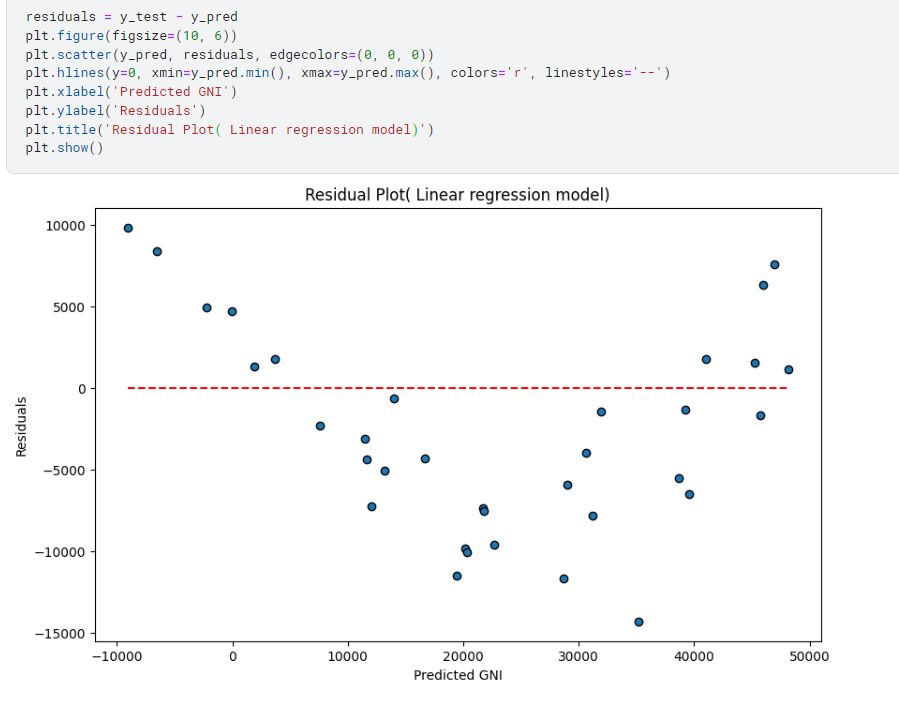 residuals = y_test - y_pred
plt.figure(figsize=(10, 6))
plt.scatter(y_pred, residuals, edgecolors=(0, 0, 0))
plt.hlines(y=0, xmin=y_pred.min(), xmax=y_pred.max(), colors='r', linestyles='--')
plt.xlabel('Predicted GNI')
plt.ylabel('Residuals')
plt.title('Residual Plot( Linear regression model)')
plt.show()
Residual Plot( Linear regression model)
10000
5000
0
−5000
−10000
−15000
Residuals
−10000 0 10000 20000 30000 40000 50000
Predicted GNI